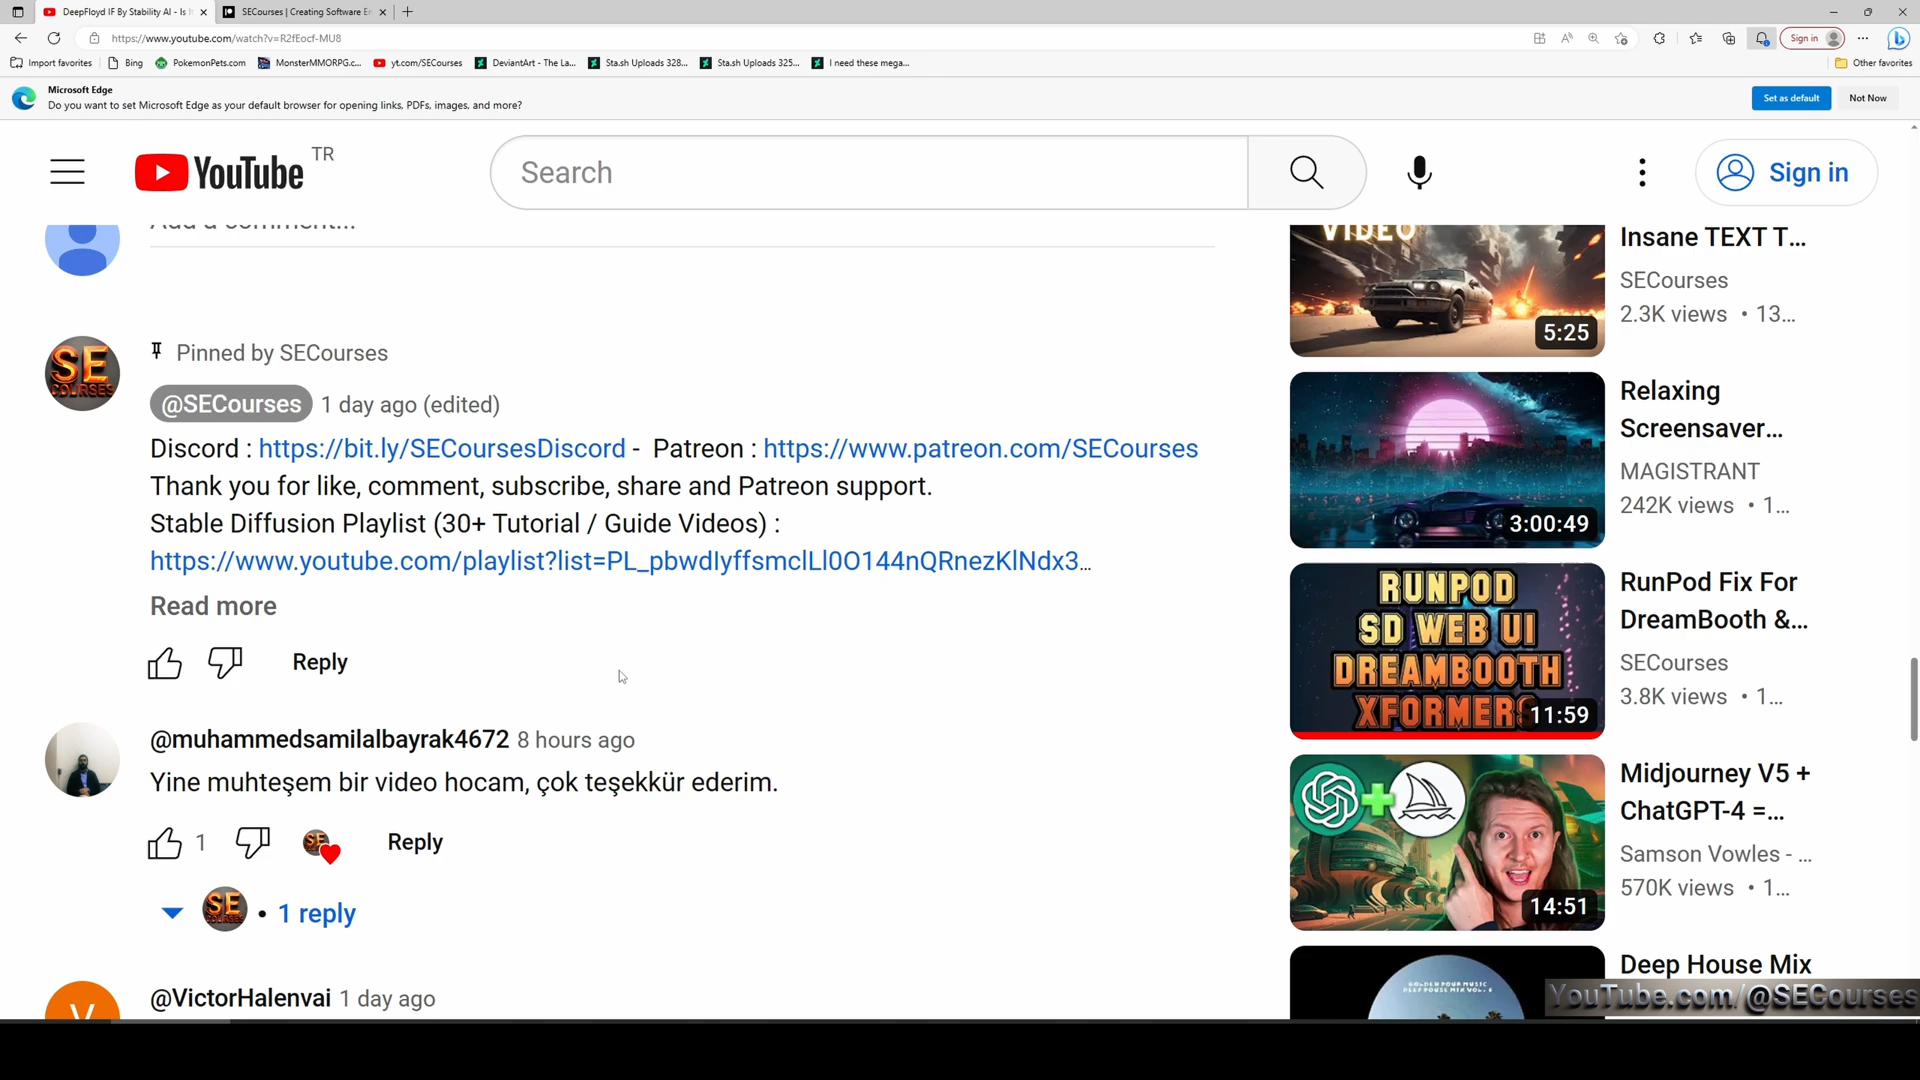 DeepFloyd IF By Stability AI - Is It
SECourses | Creating Software En
https://www.youtube.com/watch?v=R2fEocf-MU8
Sign in
Import favorites
Bing
PokemonPets.com
MonsterMMORPG.c...
yt.com/SECourses
DeviantArt - The La...
Sta.sh Uploads 328...
Sta.sh Uploads 325...
I need these mega...
Other favorites
Microsoft Edge
Do you want to set Microsoft Edge as your default browser for opening links, PDFs, images, and more?
Set as default
Not Now
YouTube
TR
Search
Sign in
Add a comment...
Pinned by SECourses
@SECourses 1 day ago (edited)
Discord : https://bit.ly/SECoursesDiscord - Patreon : https://www.patreon.com/SECourses
Thank you for like, comment, subscribe, share and Patreon support.
Stable Diffusion Playlist (30+ Tutorial / Guide Videos) :
https://www.youtube.com/playlist?list=PL_pbwdIyffsmclLl0O144nQRnezKlNdx3...
Read more
Reply
@muhammedsamilalbayrak4672 8 hours ago
Yine muhteşem bir video hocam, çok teşekkür ederim.
1
Reply
• 1 reply
V
@VictorHalenvai 1 day ago
SE
COURSES
VIDEO
5:25
Insane TEXT T...
SECourses
2.3K views • 13...
3:00:49
Relaxing
Screensaver...
MAGISTRANT
242K views • 1...
RUNPOD
SD WEB UI
DREAMBOOTH
XFORMERS
11:59
RunPod Fix For
DreamBooth &...
SECourses
3.8K views • 1...
14:51
Midjourney V5 +
ChatGPT-4 =...
Samson Vowles - ...
570K views • 1...
Deep House Mix
YouTube.com/@SECourses